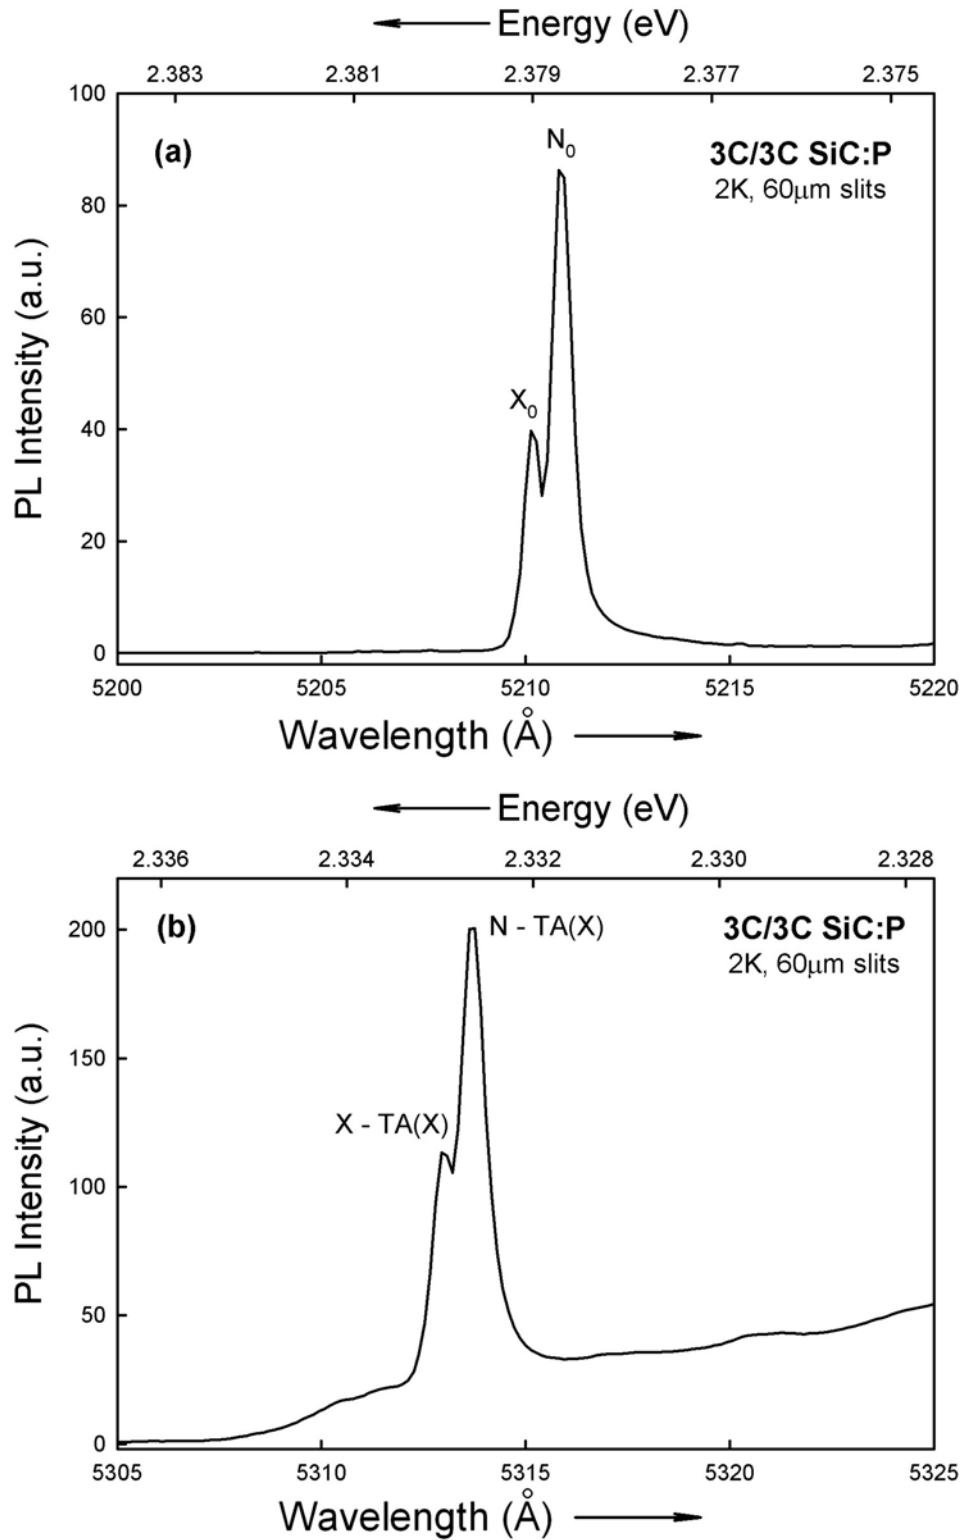 Energy (eV)
2.383 2.381 2.379 2.377 2.375
100
80
60
40
20
0
PL Intensity (a.u.)
(a)
N₀
X₀
3C/3C SiC:P
2K, 60μm slits
5200 5205 5210 5215 5220
Wavelength (Å)
Energy (eV)
2.336 2.334 2.333 2.332 2.330 2.328
200
150
100
50
0
PL Intensity (a.u.)
(b)
N - TA(X)
X - TA(X)
3C/3C SiC:P
2K, 60μm slits
5305 5310 5315 5320 5325
Wavelength (Å)